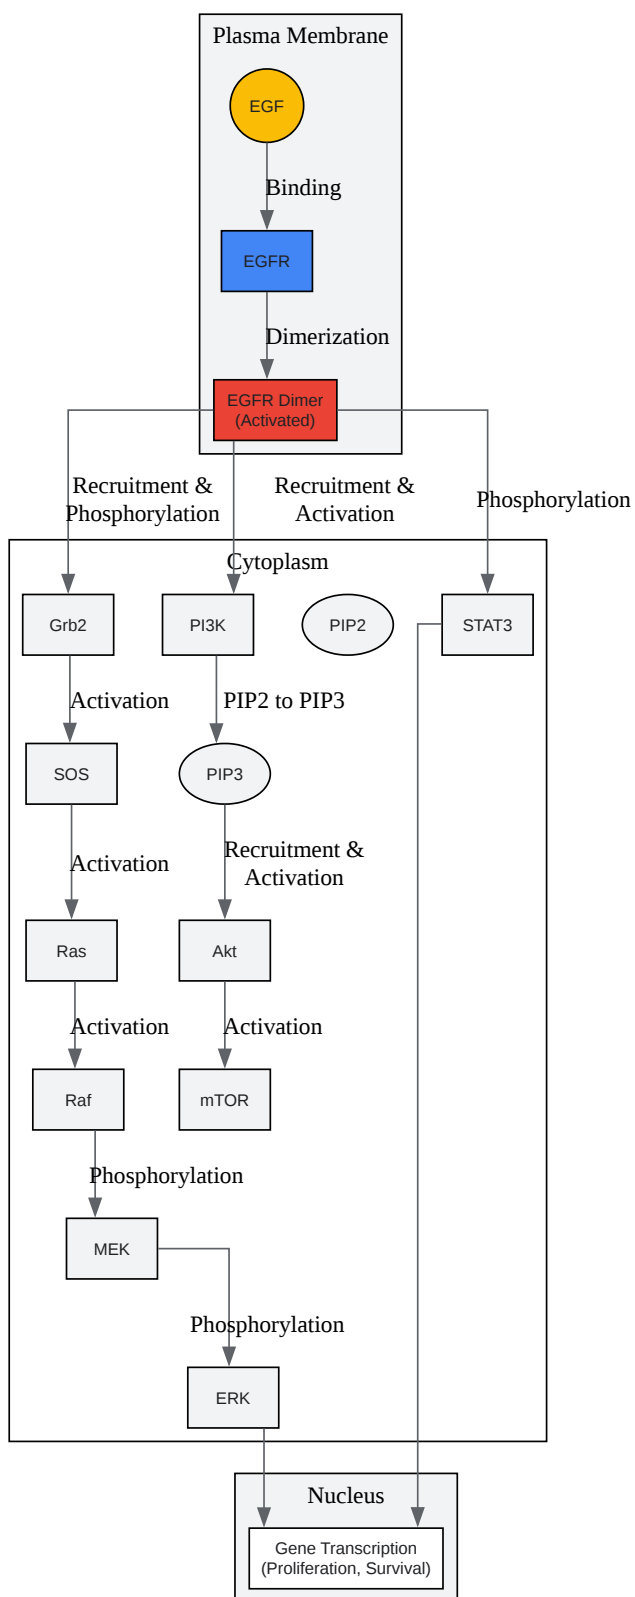 Plasma Membrane
EGF
Binding
EGFR
Dimerization
EGFR Dimer
(Activated)
Recruitment &
Phosphorylation
Recruitment &
Activation
Phosphorylation
Cytoplasm
Grb2
PI3K
PIP2
STAT3
Activation
PIP2 to PIP3
SOS
PIP3
Activation
Recruitment &
Activation
Ras
Akt
Activation
Activation
Raf
mTOR
Phosphorylation
MEK
Phosphorylation
ERK
Nucleus
Gene Transcription
(Proliferation, Survival)